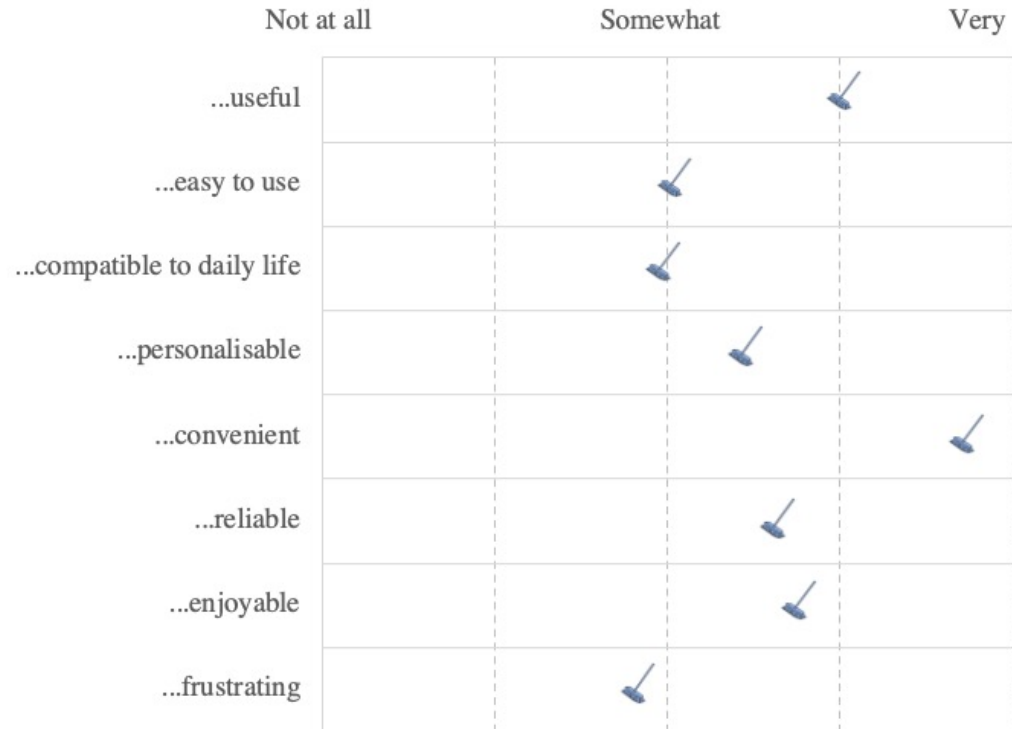 Not at all Somewhat Very
...useful
...easy to use
...compatible to daily life
...personalisable
...convenient
...reliable
...enjoyable
...frustrating